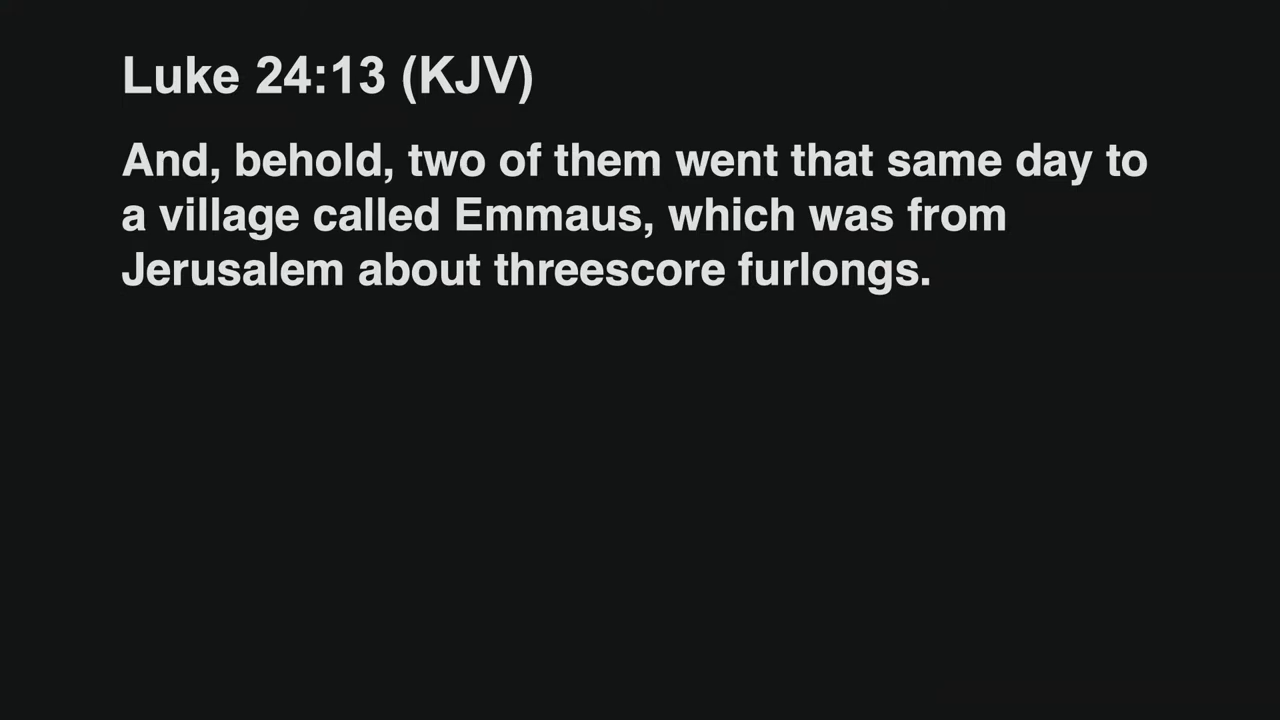 Luke 24:13 (KJV)
And, behold, two of them went that same day to
a village called Emmaus, which was from
Jerusalem about threescore furlongs.